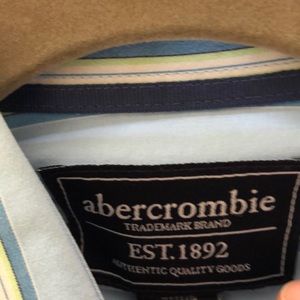 abercrombie
TRADEMARK BRAND
EST.1892
AUTHENTIC QUALITY GOODS